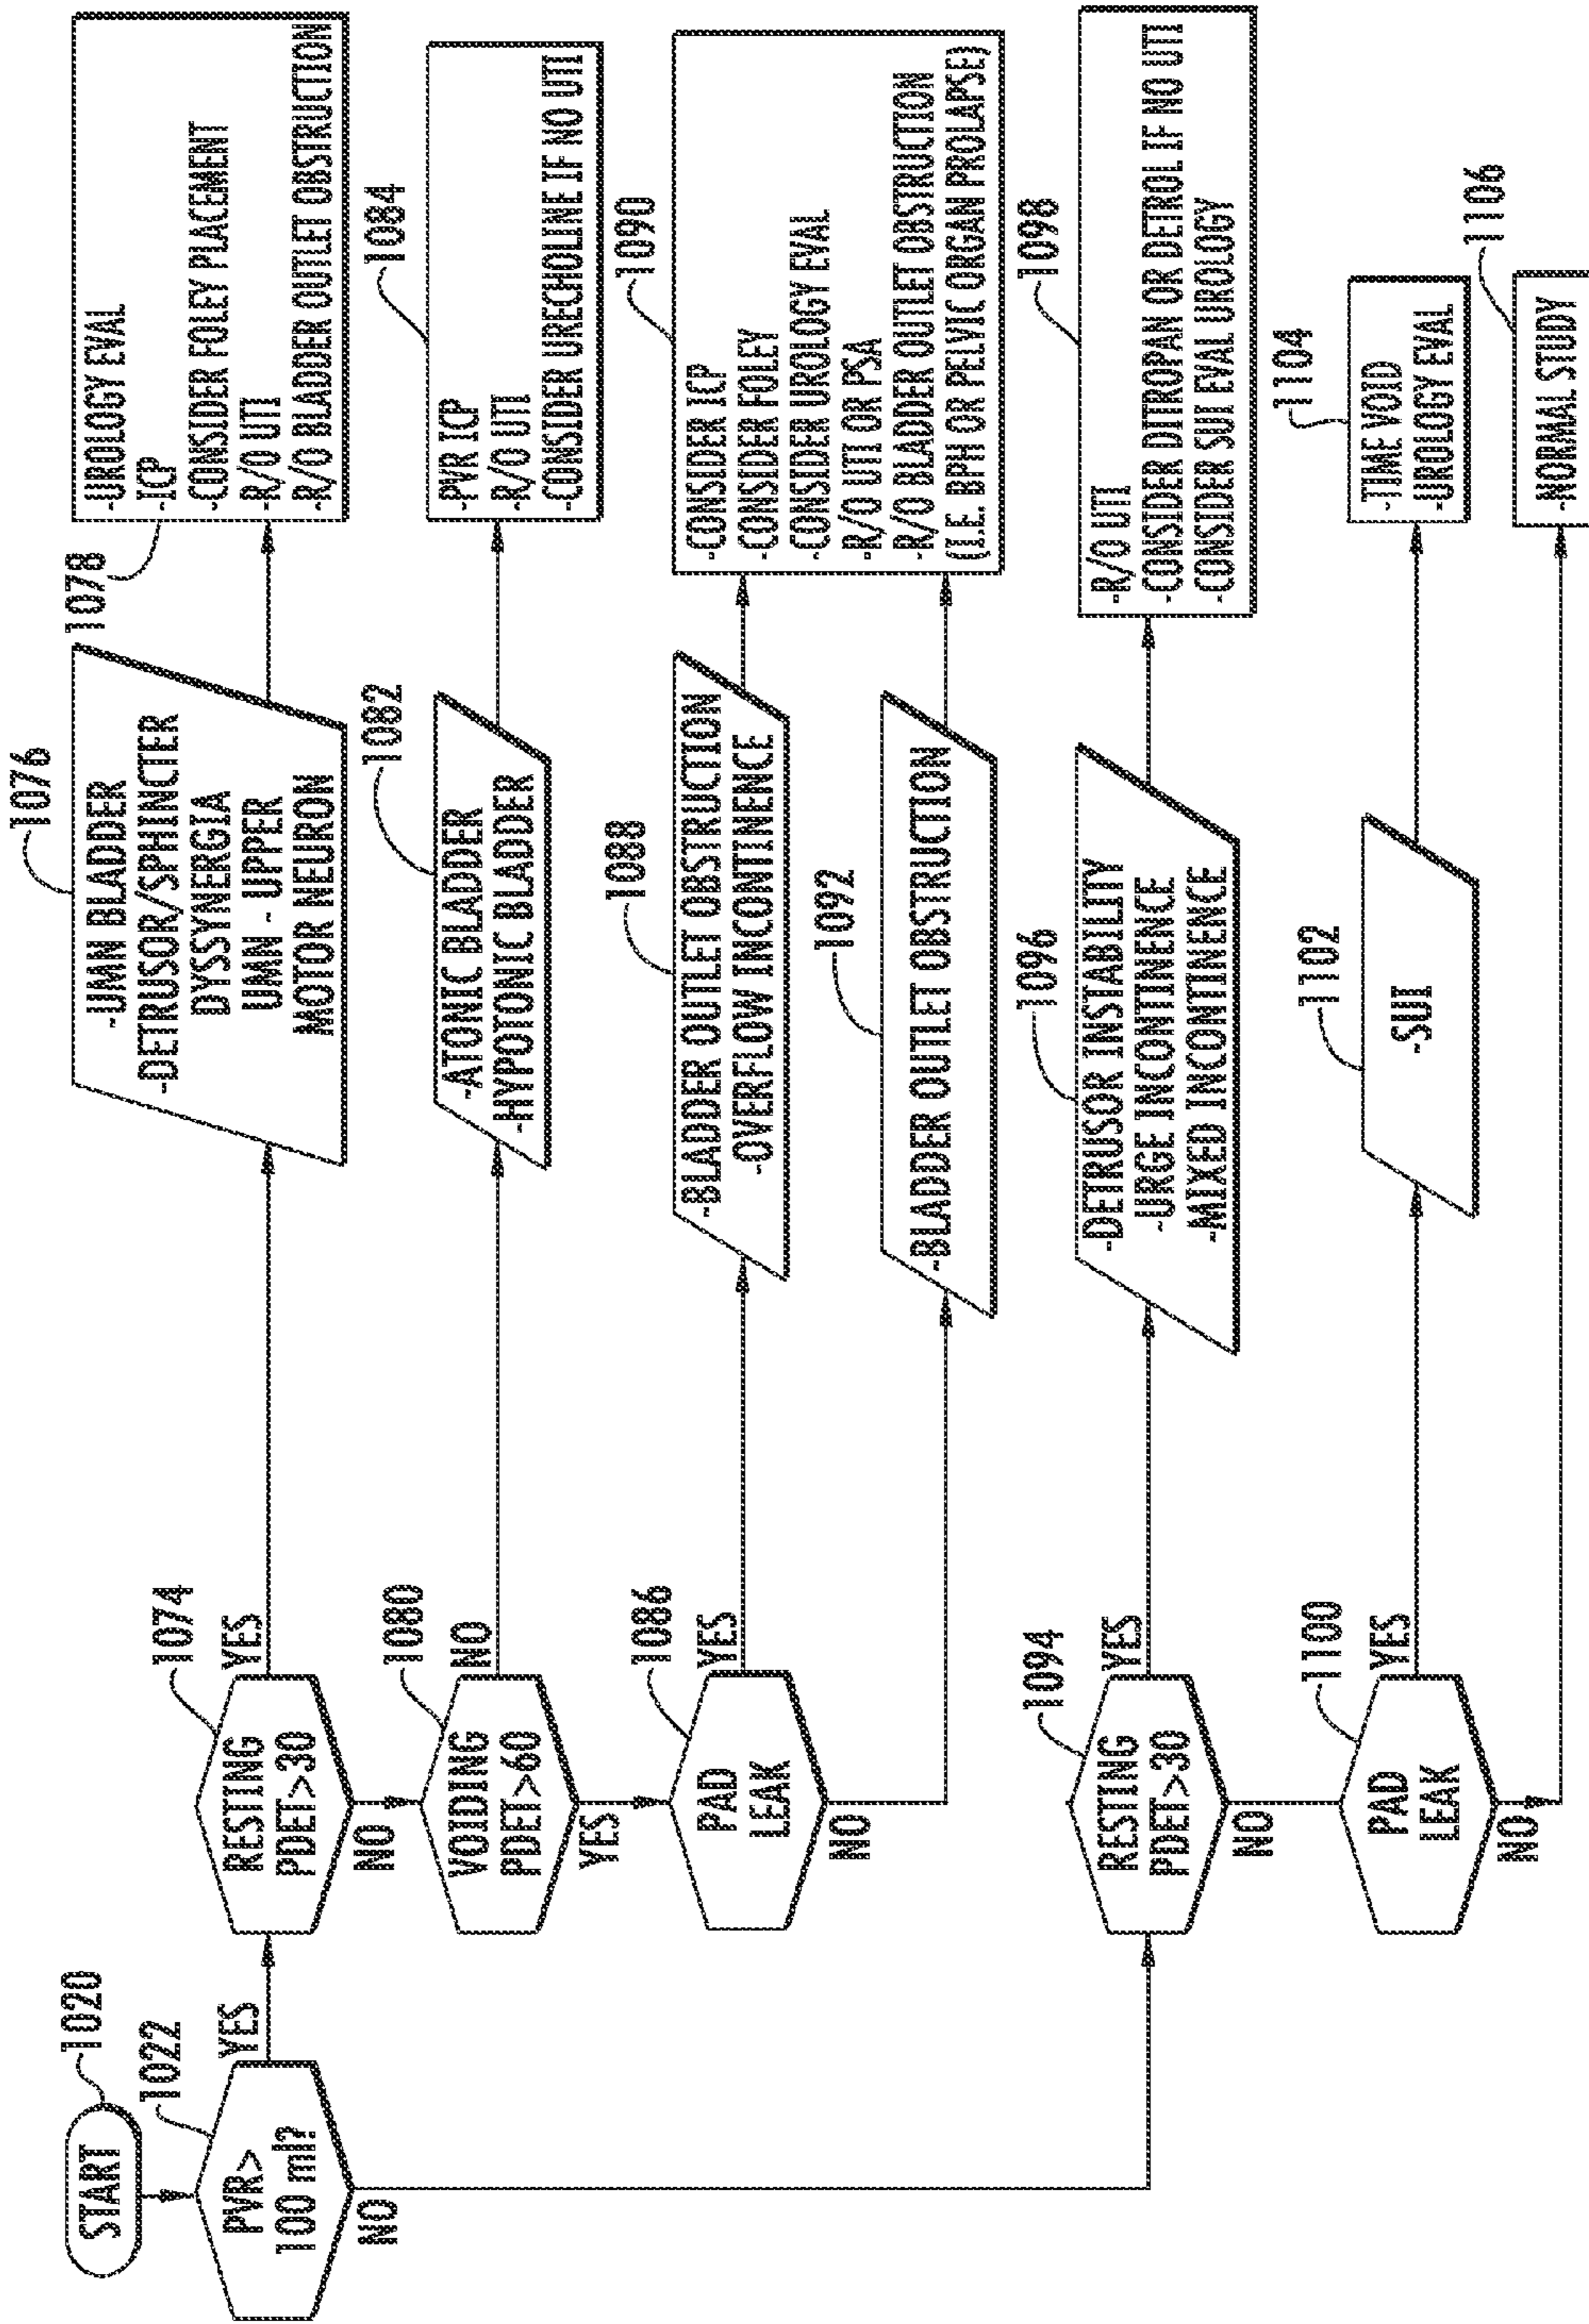 START
1020
PVR>
100 ml?
1022
YES
NO
RESTING
PDET>30
1074
YES
NO
-UMN BLADDER
-DETRUSOR/SPHINCTER
DYSSYNERGIA
UMN - UPPER
MOTOR NEURON
1076
-UROLOGY EVAL
-ICP
-CONSIDER FOLEY PLACEMENT
-R/O UTI
-R/O BLADDER OUTLET OBSTRUCTION
1078
VOIDING
PDET>60
1080
NO
YES
-ATONIC BLADDER
-HYPOTONIC BLADDER
1082
-PVR ICP
-R/O UTI
-CONSIDER URECHOLINE IF NO UTI
1084
PAD
LEAK
1086
YES
NO
-BLADDER OUTLET OBSTRUCTION
-OVERFLOW INCONTINENCE
1088
-CONSIDER ICP
-CONSIDER FOLEY
-CONSIDER UROLOGY EVAL
-R/O UTI OR PSA
-R/O BLADDER OUTLET OBSTRUCTION
(I.E. BPH OR PELVIC ORGAN PROLAPSE)
1090
-BLADDER OUTLET OBSTRUCTION
1092
RESTING
PDET>30
1094
YES
NO
-DETRUSOR INSTABILITY
-URGE INCONTINENCE
-MIXED INCONTINENCE
1096
-R/O UTI
-CONSIDER DITROPAN OR DETROL IF NO UTI
-CONSIDER SUI EVAL UROLOGY
1098
PAD
LEAK
1100
YES
NO
-SUI
1102
-TIME VOID
-UROLOGY EVAL
1104
-NORMAL STUDY
1106